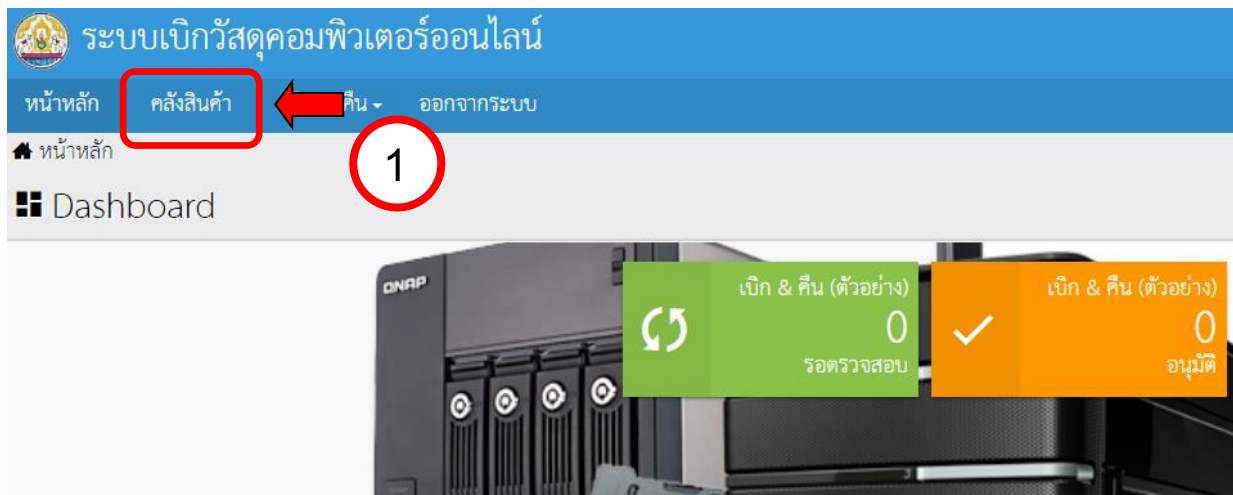 ระบบเบิกวัสดุคอมพิวเตอร์ออนไลน์
หน้าหลัก คลังสินค้า คืน ออกจากระบบ
หน้าหลัก
1
Dashboard
QNAP
เบิก & คืน (ตัวอย่าง)
0
รอตรวจสอบ
เบิก & คืน (ตัวอย่าง)
0
อนุมัติ